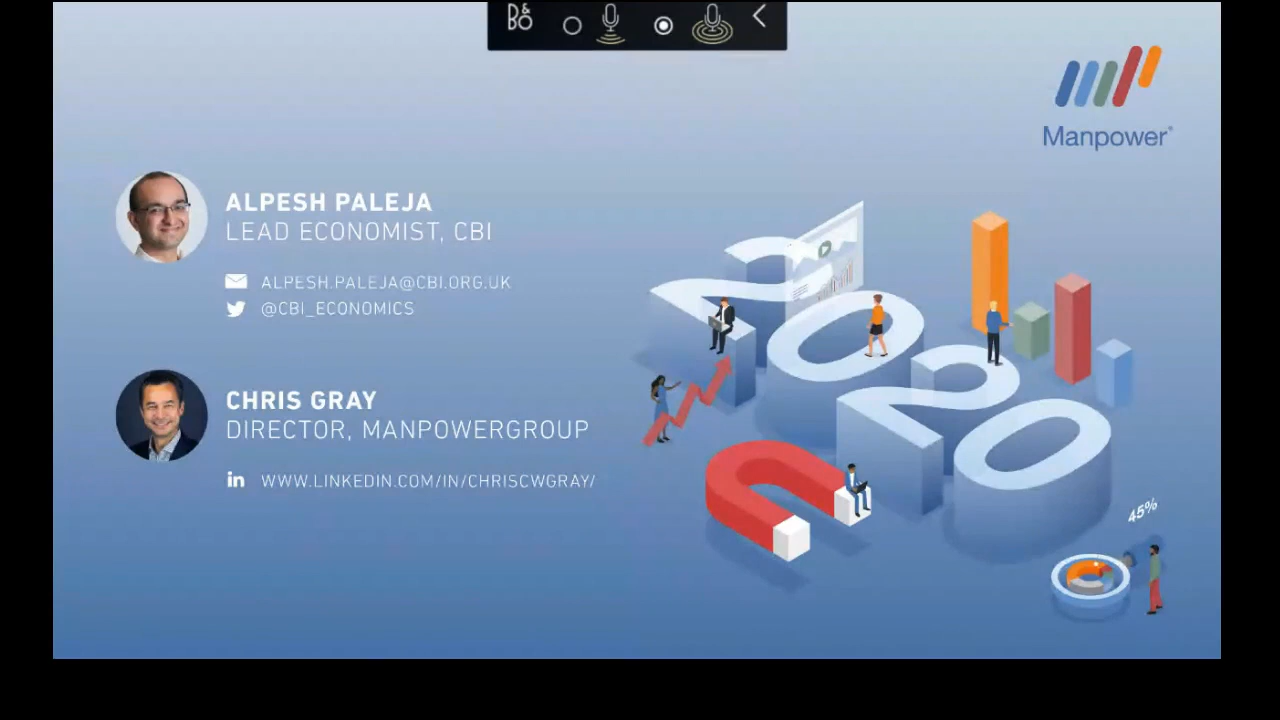 B&O
Manpower®
ALPESH PALEJA
LEAD ECONOMIST, CBI
ALPESH.PALEJA@CBI.ORG.UK
@CBI_ECONOMICS
CHRIS GRAY
DIRECTOR, MANPOWERGROUP
in WWW.LINKEDIN.COM/IN/CHRISCWGRAY/
2020
45%